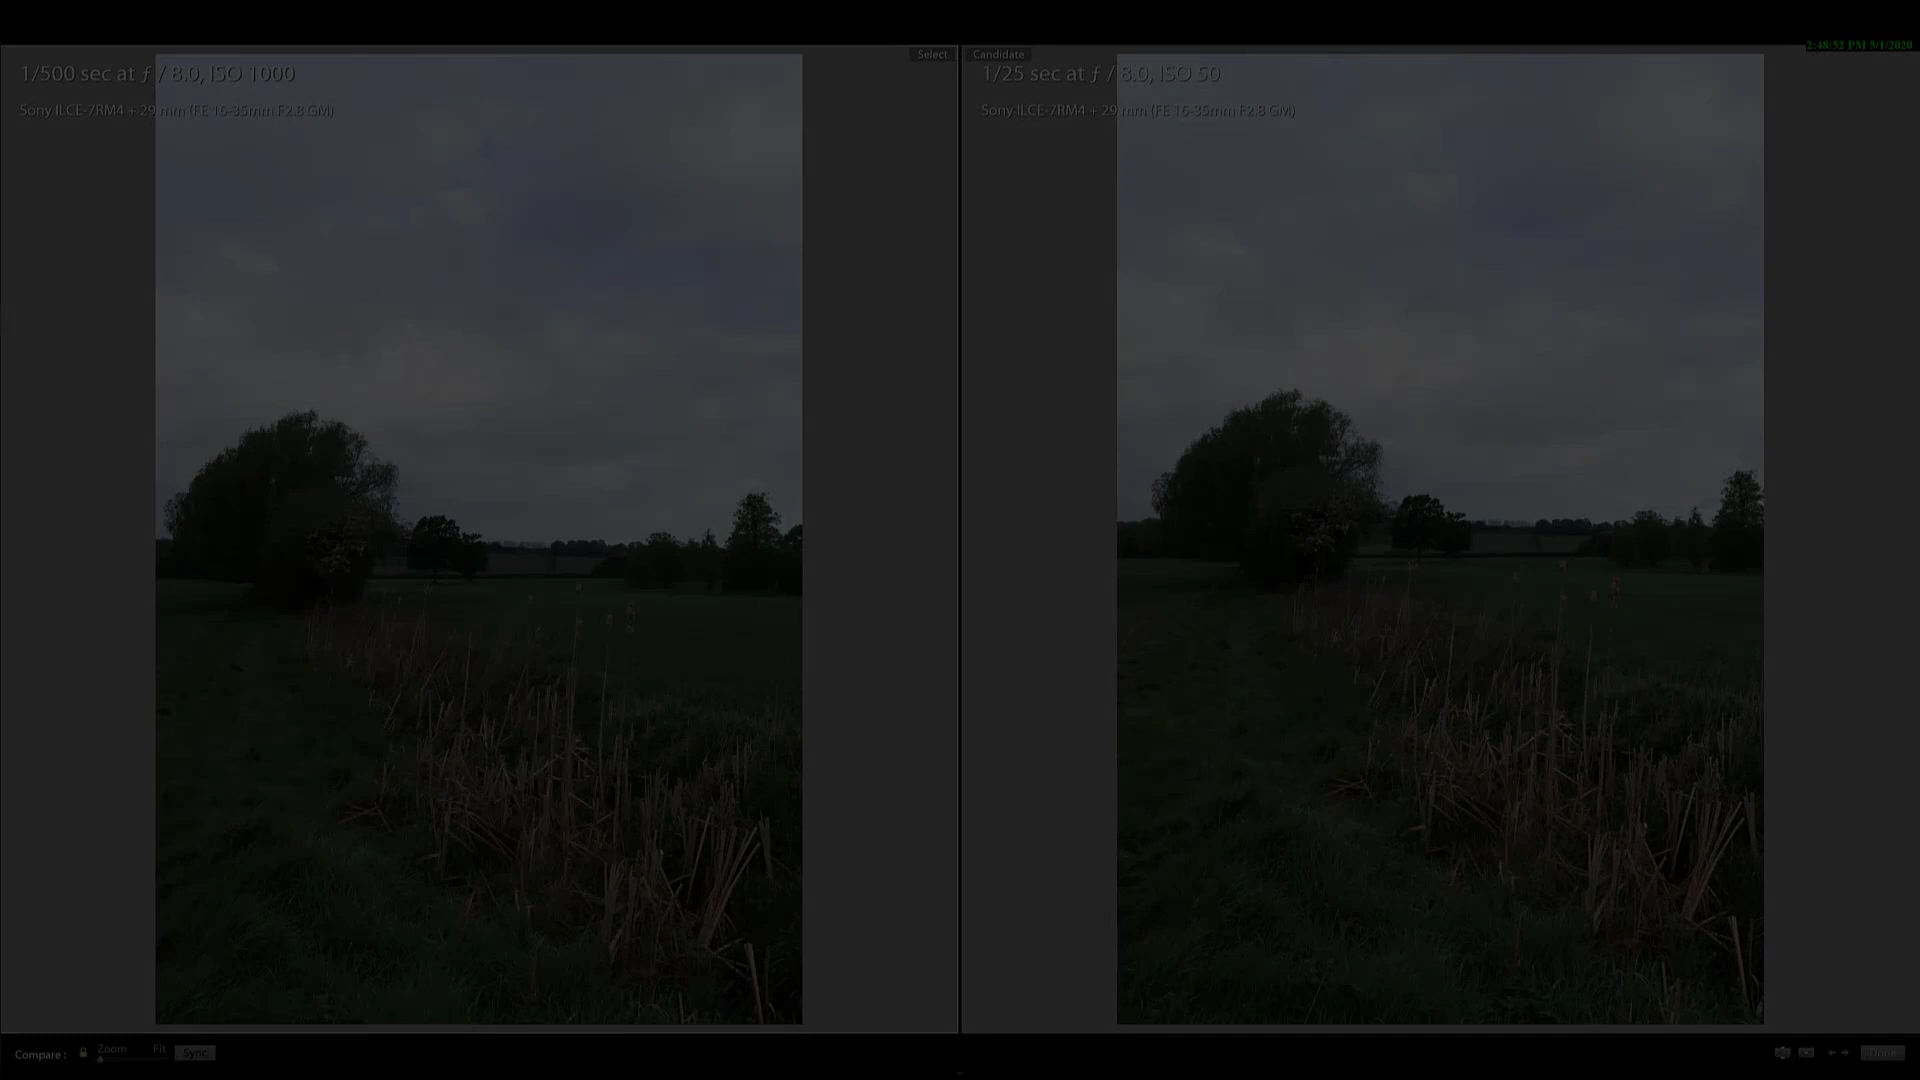 Select
Candidate
2:48:52 PM 5/1/2020
1/500 sec at ƒ / 8.0, ISO 1000
1/25 sec at ƒ / 8.0, ISO 50
Sony ILCE-7RM4 + 29 mm (FE 16-35mm F2.8 GM)
Sony ILCE-7RM4 + 29 mm (FE 16-35mm F2.8 GM)
Compare :
Zoom
Fit
Sync
Done